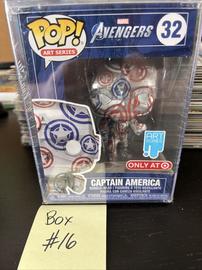 POP!
ART SERIES
MARVEL
AVENGERS
32
ART
ONLY AT
CAPTAIN AMERICA
Box
#16